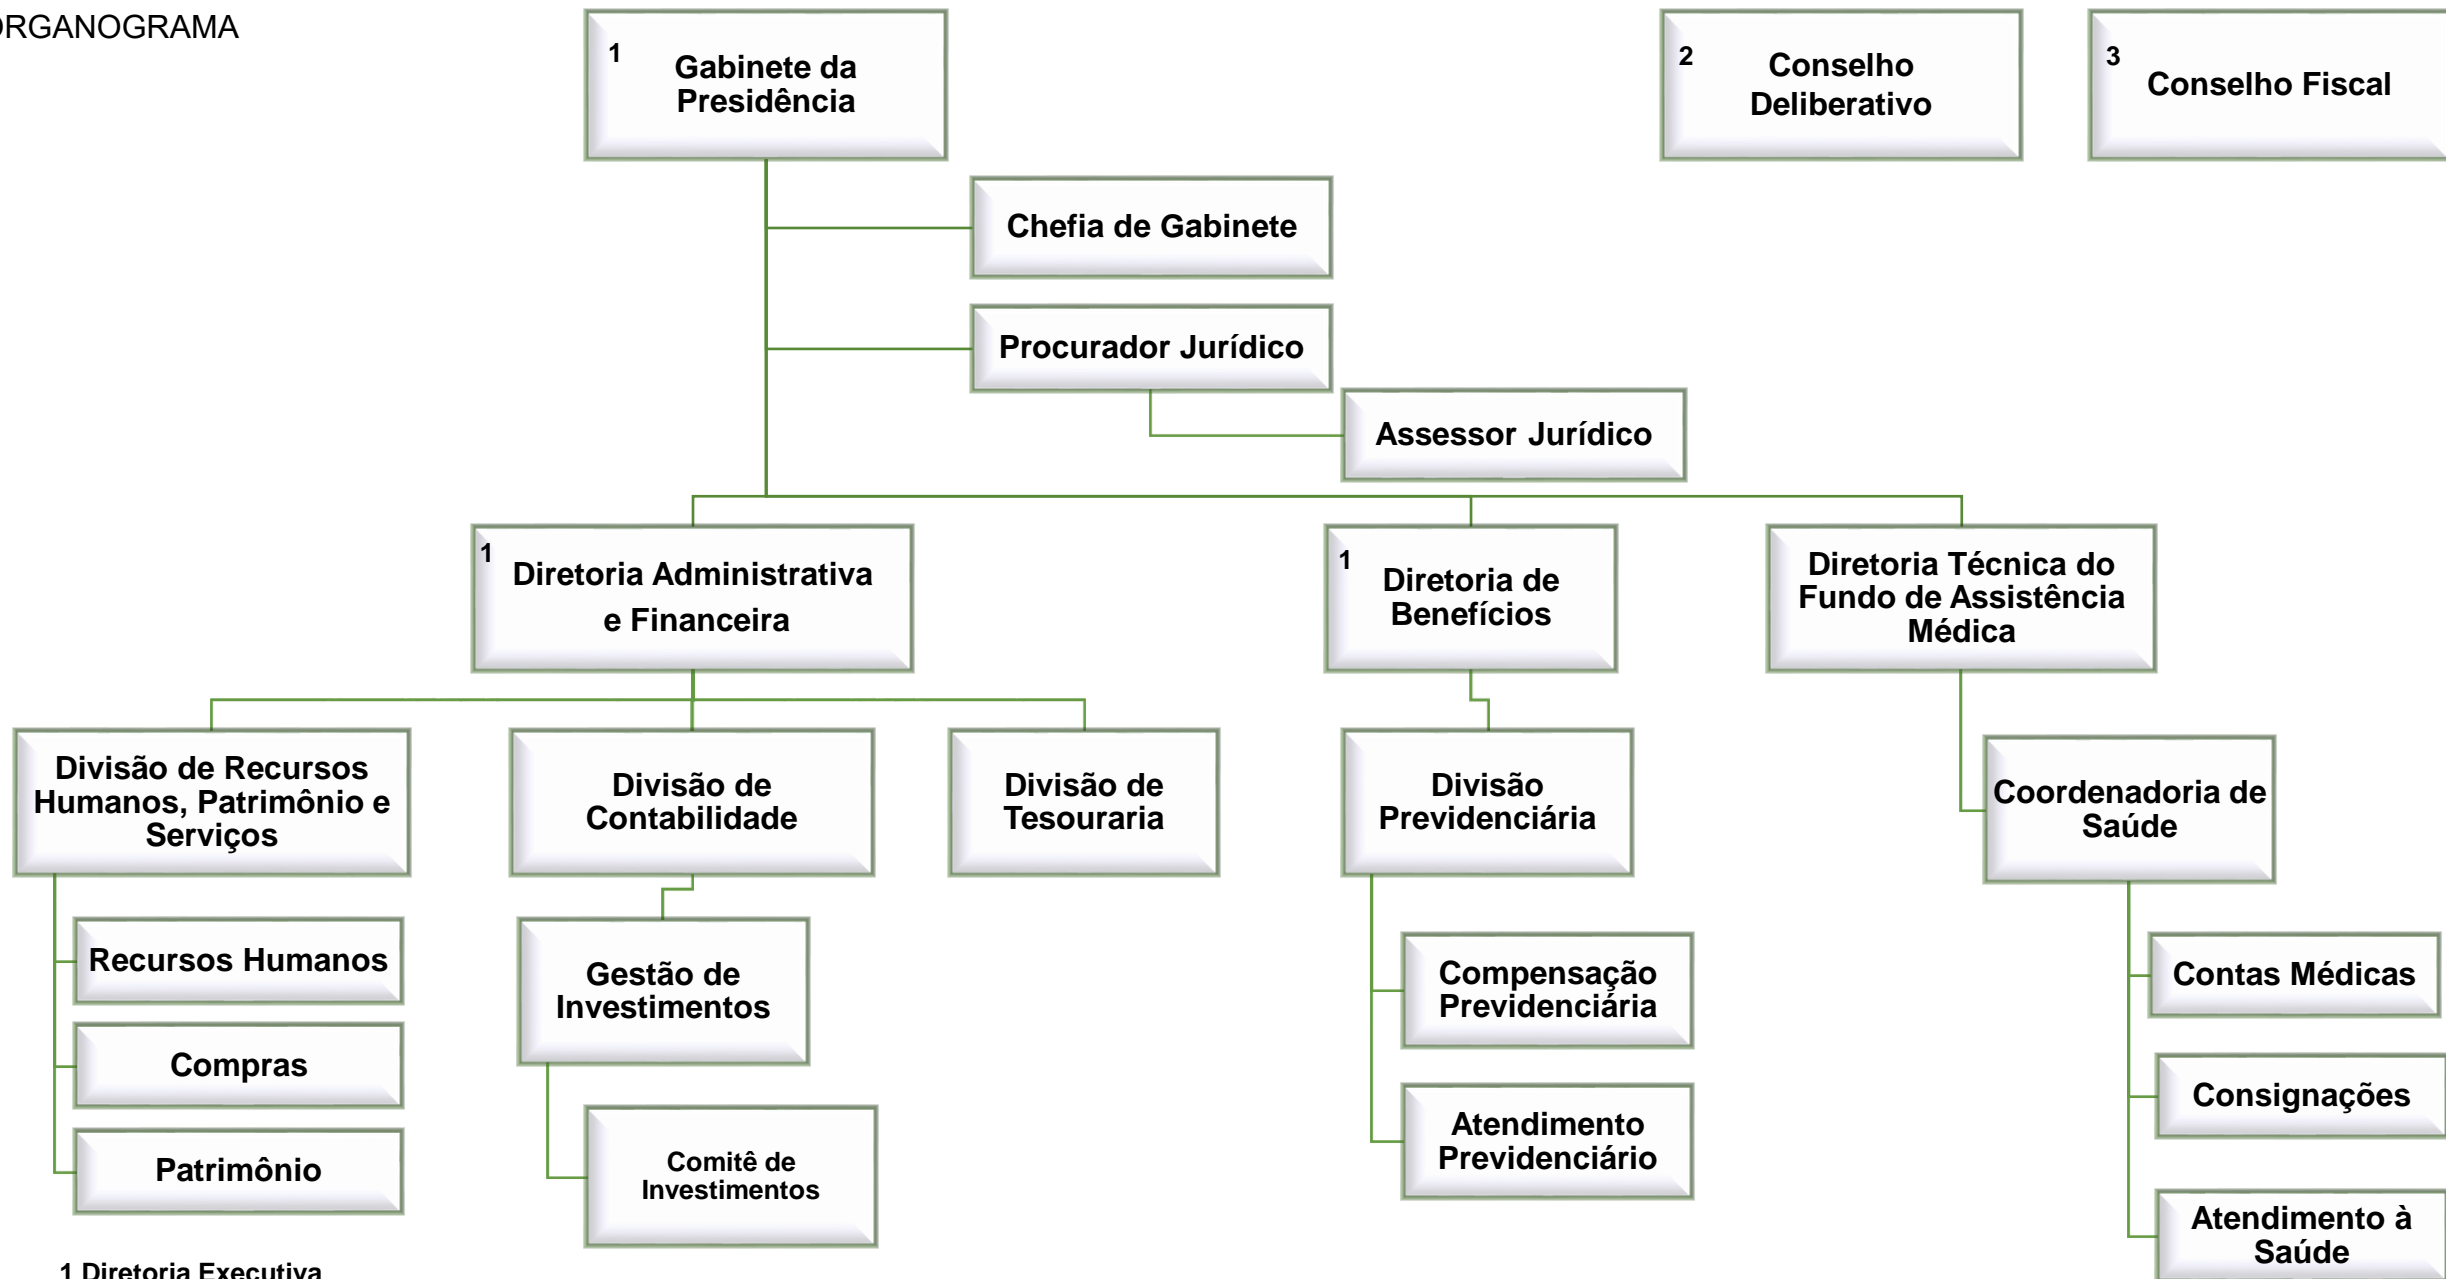 ORGANOGRAMA
1
Gabinete da
Presidência
2
Conselho
Deliberativo
3
Conselho Fiscal
Chefia de Gabinete
Procurador Jurídico
Assessor Jurídico
1
Diretoria Administrativa
e Financeira
1
Diretoria de
Benefícios
Diretoria Técnica do
Fundo de Assistência
Médica
Divisão de Recursos
Humanos, Patrimônio e
Serviços
Divisão de
Contabilidade
Divisão de
Tesouraria
Divisão
Previdenciária
Coordenadoria de
Saúde
Recursos Humanos
Compras
Patrimônio
Gestão de
Investimentos
Comitê de
Investimentos
Compensação
Previdenciária
Atendimento
Previdenciário
Contas Médicas
Consignações
Atendimento à
Saúde
1 Diretoria Executiva